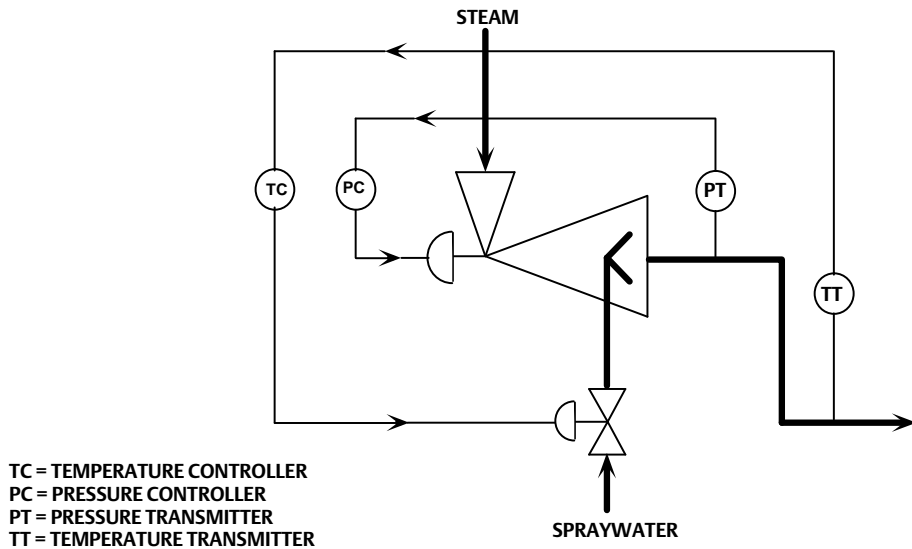 STEAM
TC
PC
PT
TT
TC = TEMPERATURE CONTROLLER
PC = PRESSURE CONTROLLER
PT = PRESSURE TRANSMITTER
TT = TEMPERATURE TRANSMITTER
SPRAYWATER